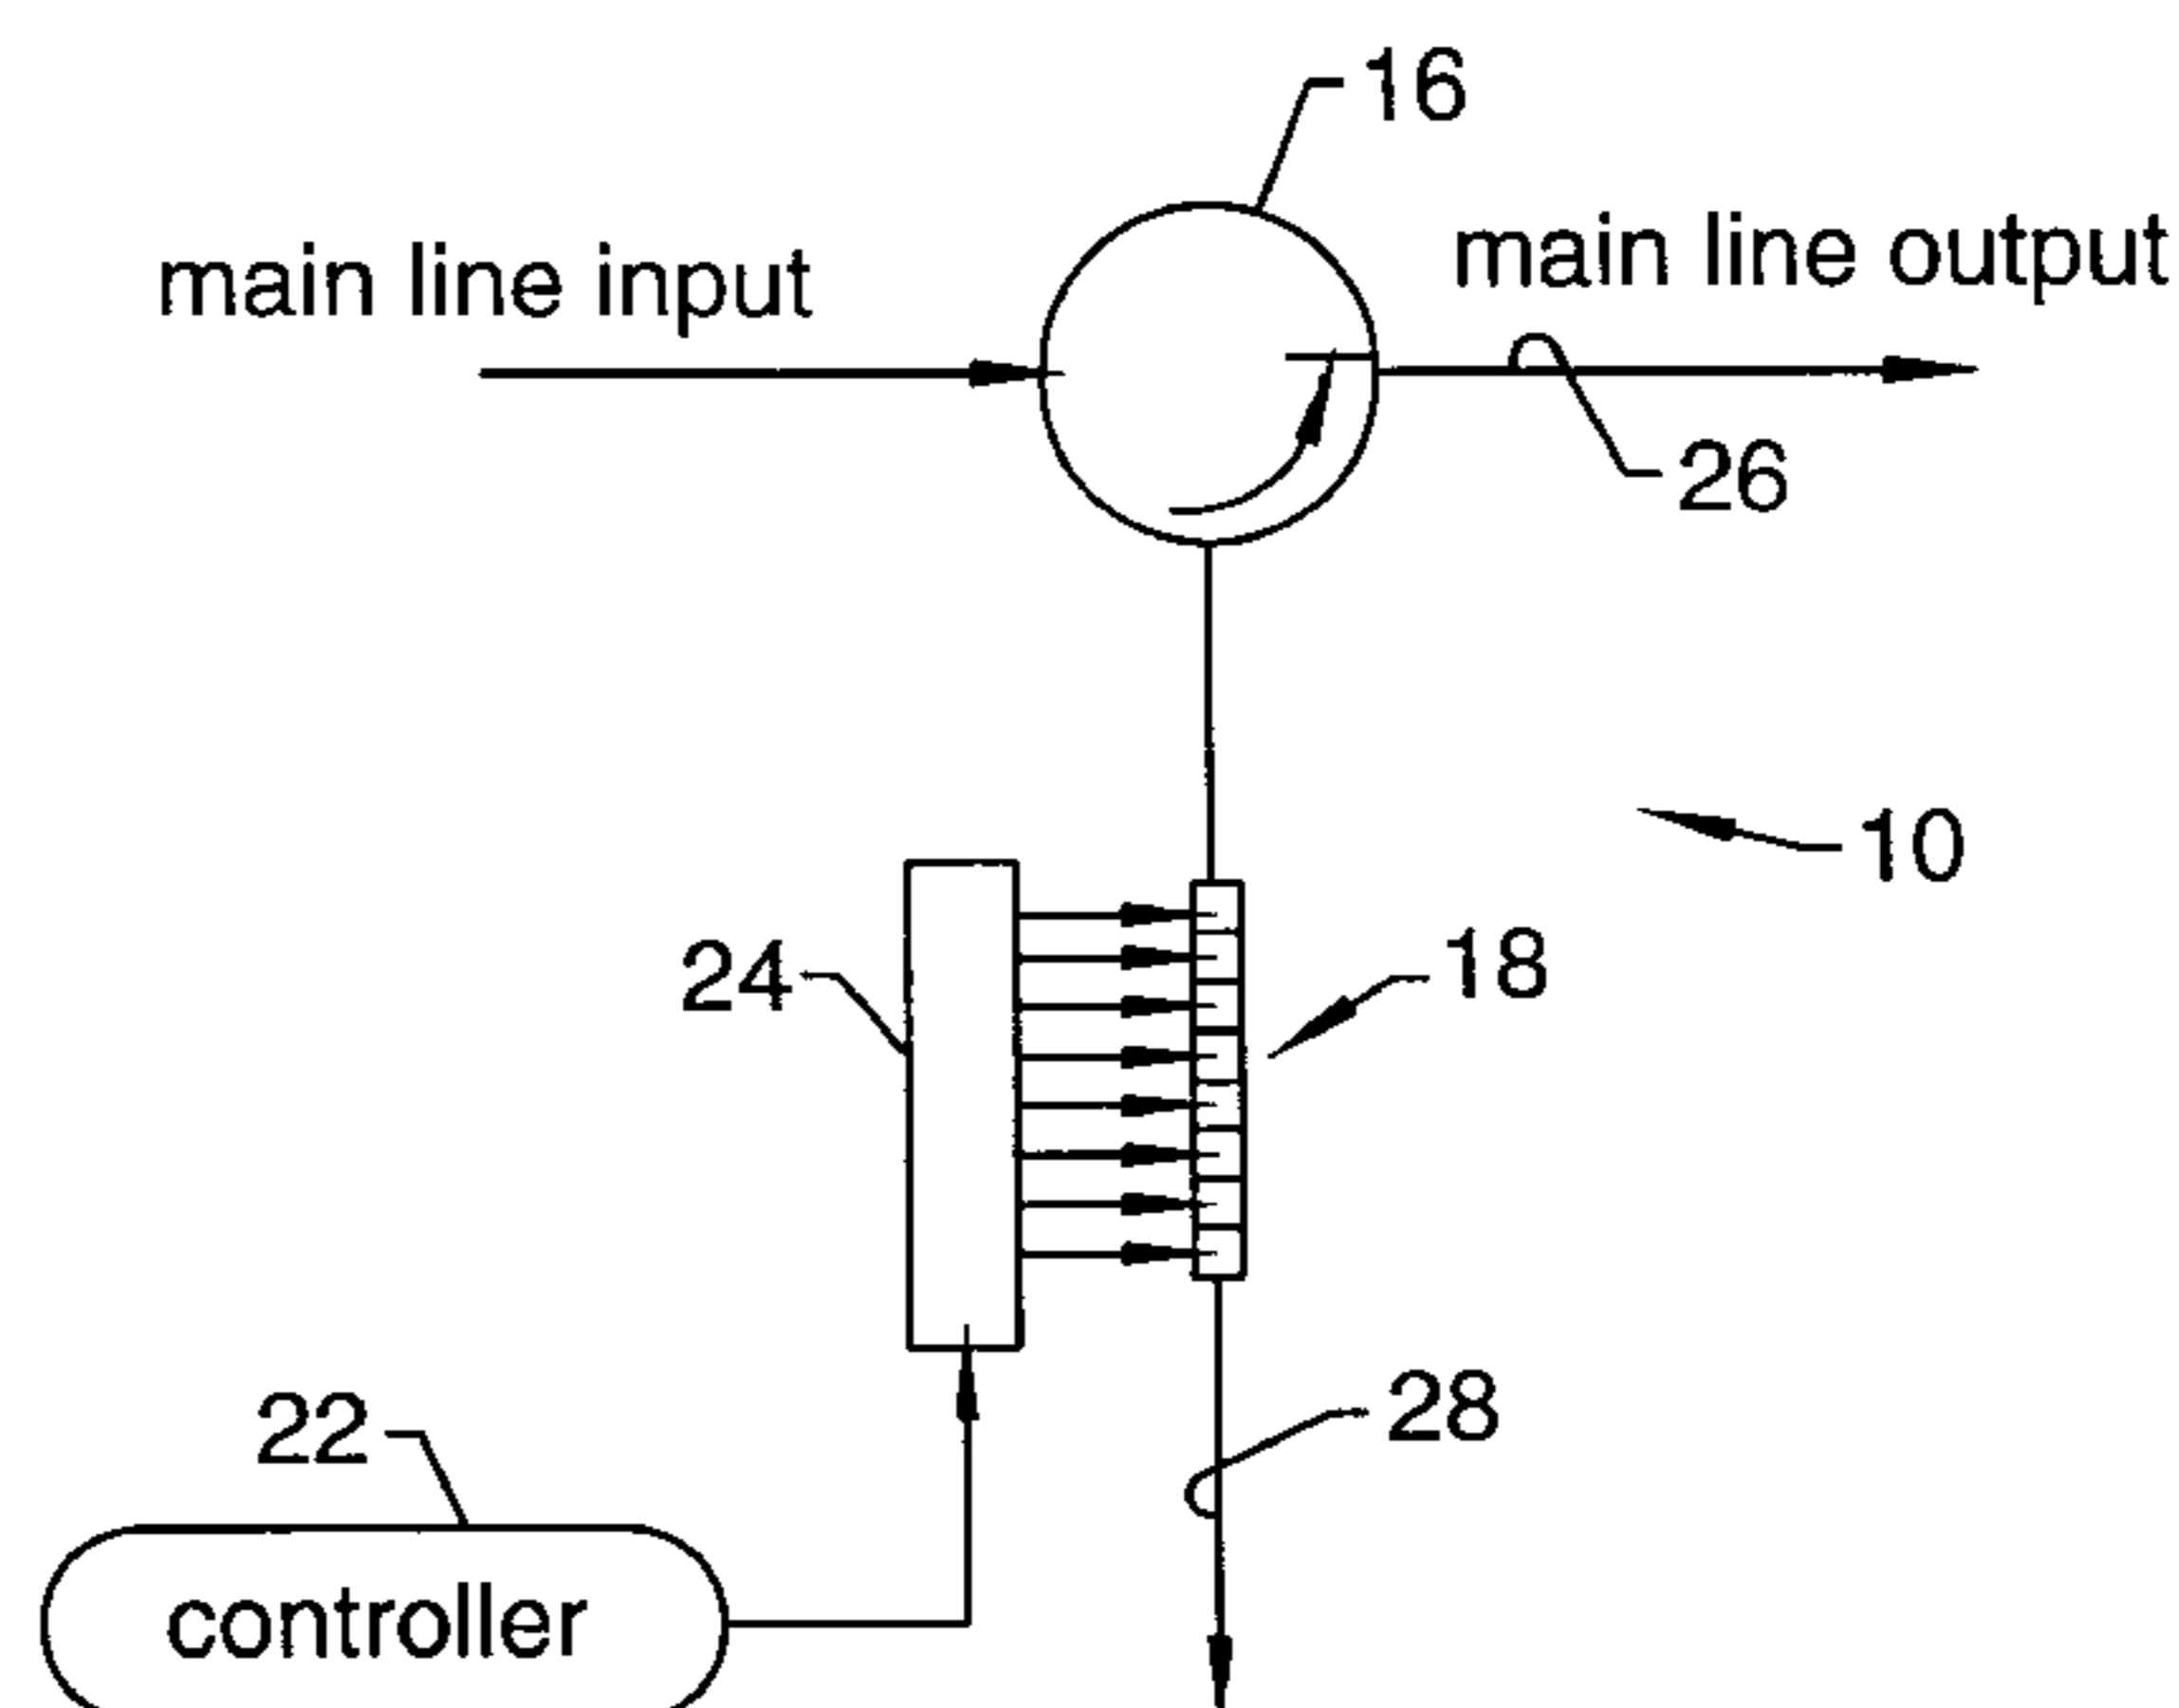 16
main line input
main line output
26
10
24
18
28
22
controller